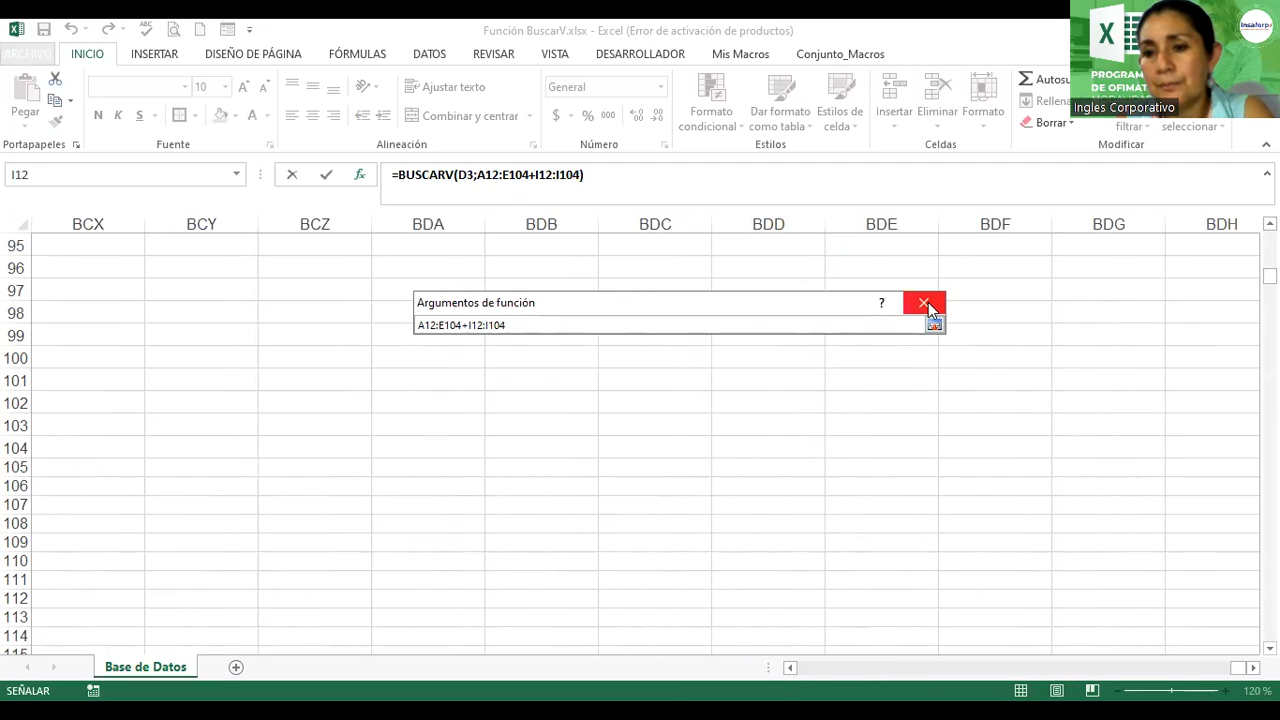 Función BuscarV.xlsx - Excel (Error de activación de productos)
ARCHIVO INICIO INSERTAR DISEÑO DE PÁGINA FÓRMULAS DATOS REVISAR VISTA DESARROLLADOR Mis Macros Conjunto_Macros
Pegar
N K S
10
Ajustar texto
Combinar y centrar
General
$ % 000
Formato condicional
Dar formato como tabla
Estilos de celda
Insertar
Eliminar
Formato
Autosu
Rellena
Borrar
filtrar
seleccionar
Portapapeles Fuente Alineación Número Estilos Celdas Modificar
PROGRAM
DE OFIMAT
Insaforp
Ingles Corporativo
I12
fx
=BUSCARV(D3;A12:E104+I12:I104)
BCX BCY BCZ BDA BDB BDC BDD BDE BDF BDG BDH
95
96
97
98
99
100
101
102
103
104
105
106
107
108
109
110
111
112
113
114
Argumentos de función ?
A12:E104+I12:I104
Base de Datos
SEÑALAR
120 %